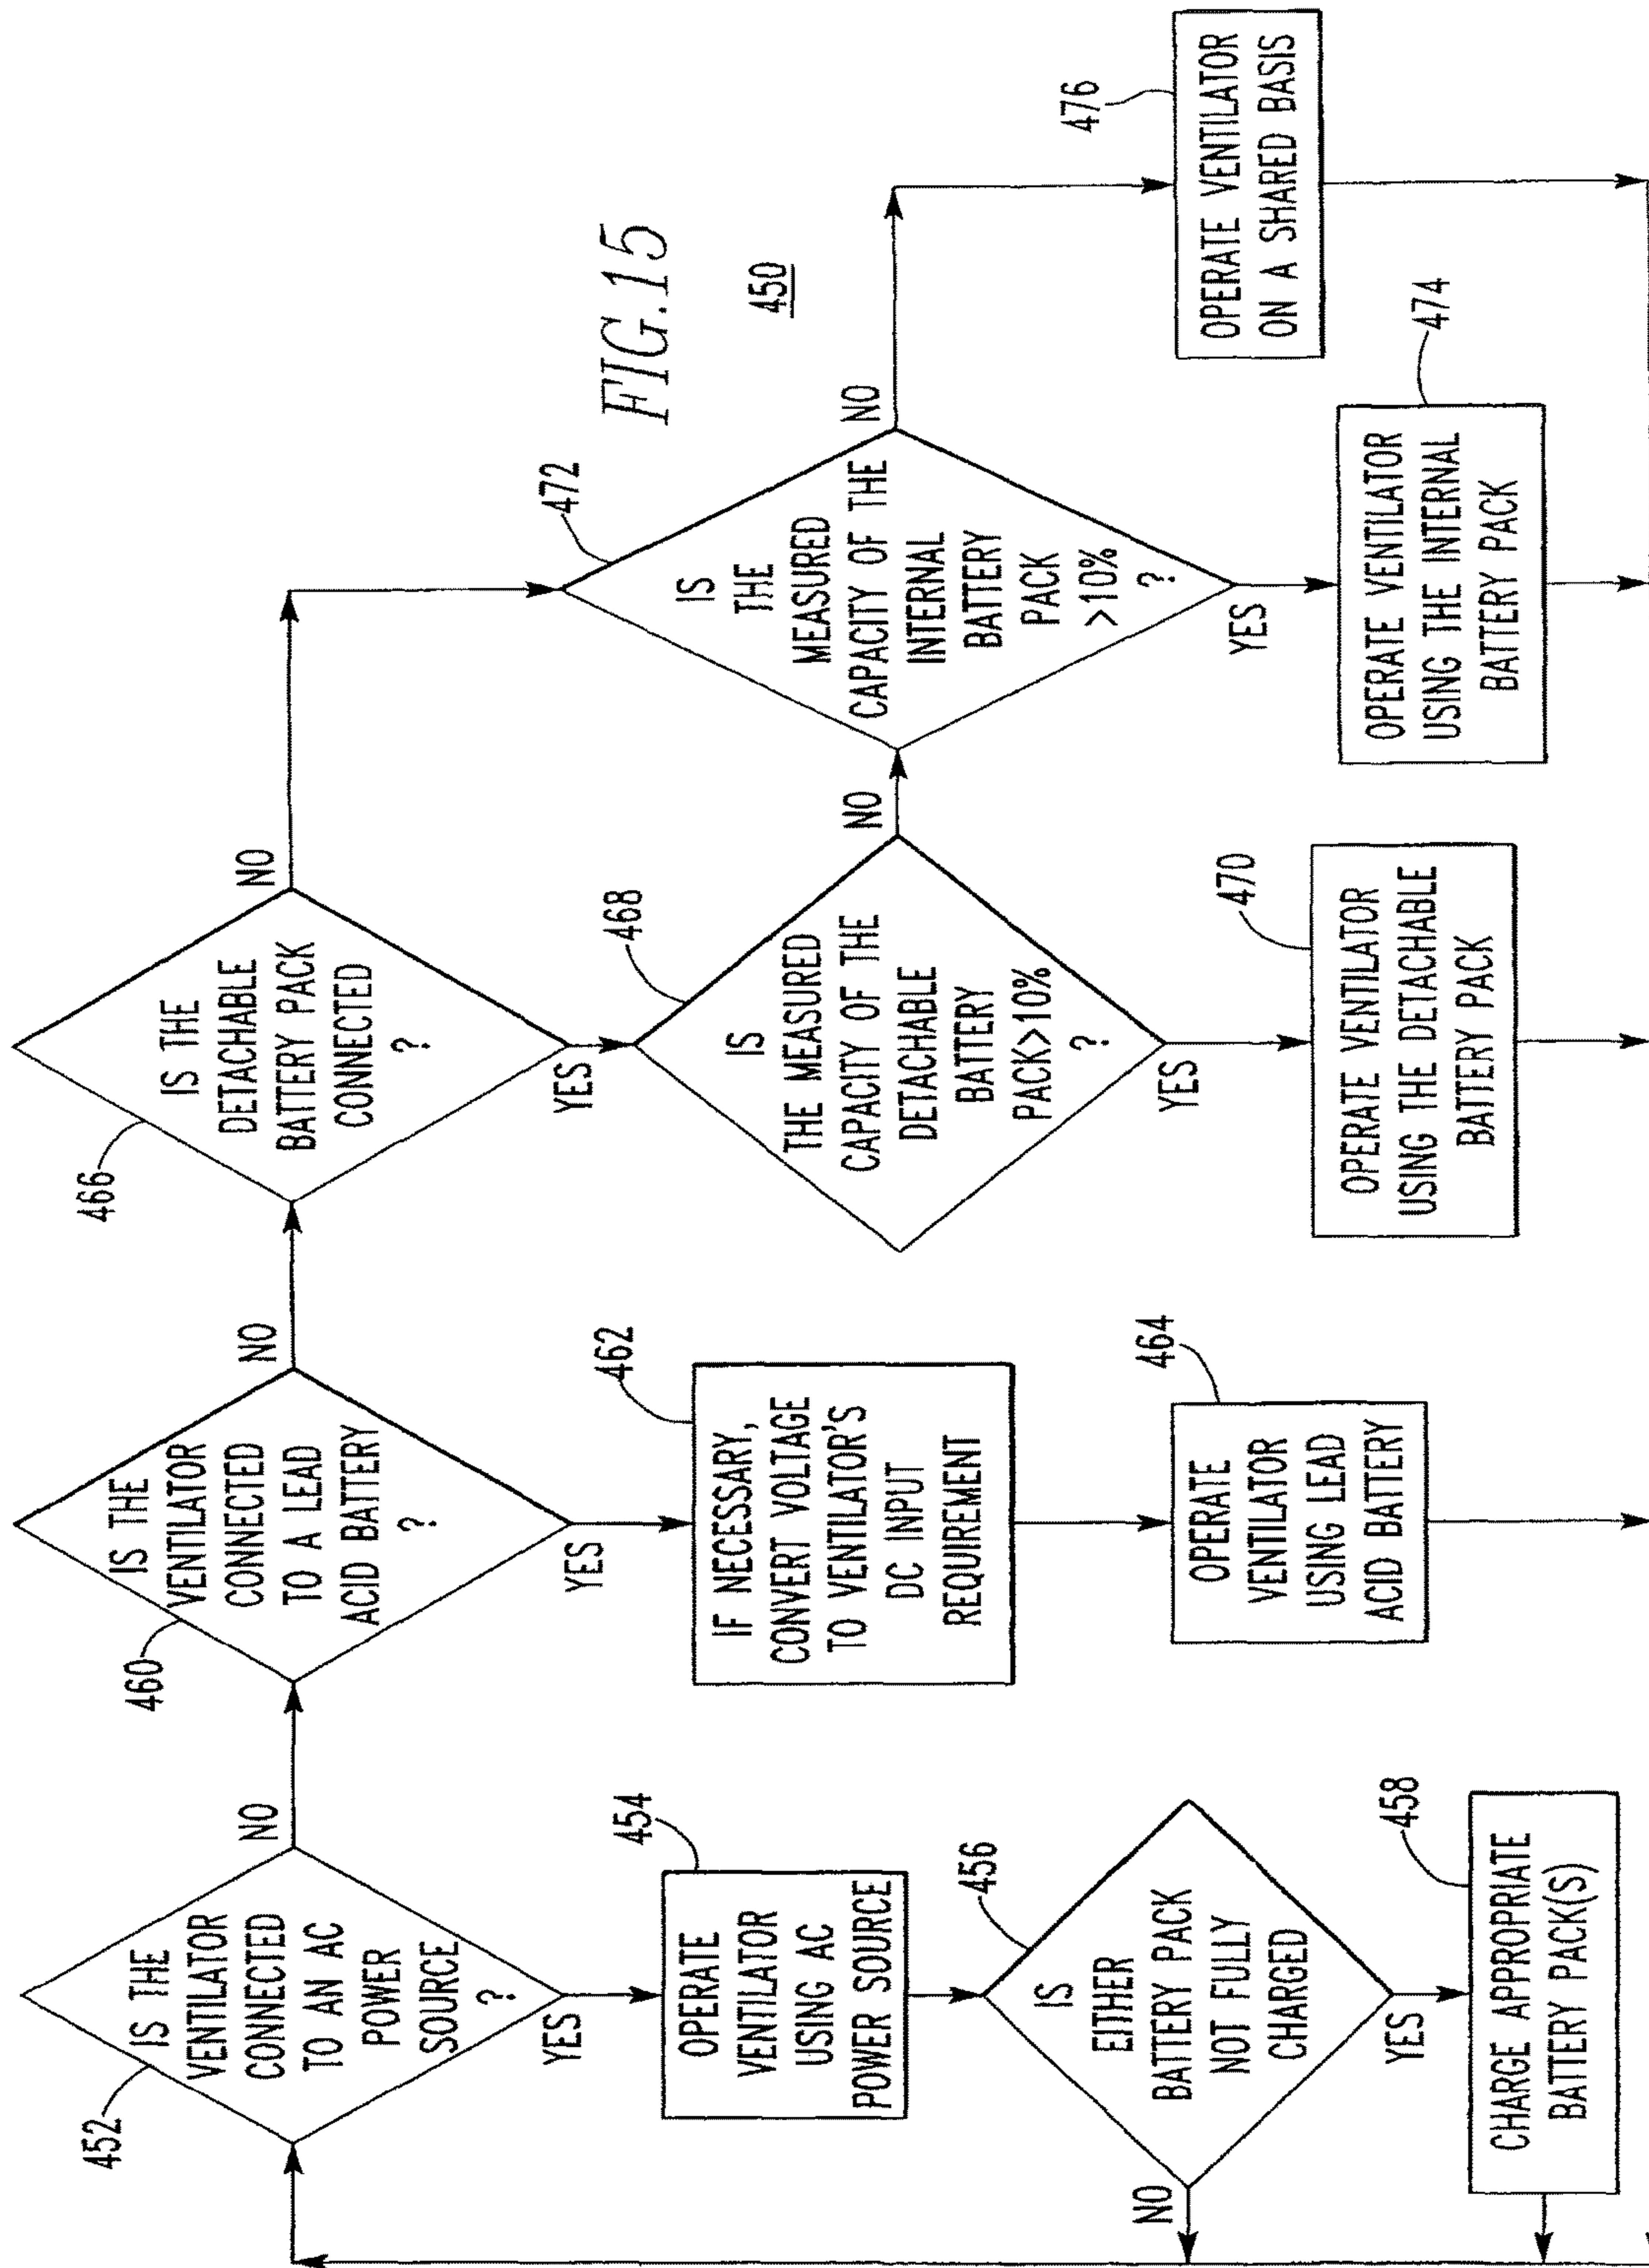 FIG.15
450
452
IS THE
VENTILATOR
CONNECTED
TO AN AC
POWER
SOURCE
?
NO
YES
454
OPERATE
VENTILATOR
USING AC
POWER SOURCE
456
IS
EITHER
BATTERY PACK
NOT FULLY
CHARGED
NO
YES
458
CHARGE APPROPRIATE
BATTERY PACK(S)
460
IS THE
VENTILATOR
CONNECTED
TO A LEAD
ACID BATTERY
?
NO
YES
462
IF NECESSARY,
CONVERT VOLTAGE
TO VENTILATOR'S
DC INPUT
REQUIREMENT
464
OPERATE
VENTILATOR
USING LEAD
ACID BATTERY
466
IS THE
DETACHABLE
BATTERY PACK
CONNECTED
?
NO
YES
468
IS
THE MEASURED
CAPACITY OF THE
DETACHABLE
BATTERY
PACK>10%
?
NO
YES
470
OPERATE VENTILATOR
USING THE DETACHABLE
BATTERY PACK
472
IS
THE
MEASURED
CAPACITY OF THE
INTERNAL
BATTERY
PACK
>10%
?
NO
YES
474
OPERATE VENTILATOR
USING THE INTERNAL
BATTERY PACK
476
OPERATE VENTILATOR
ON A SHARED BASIS